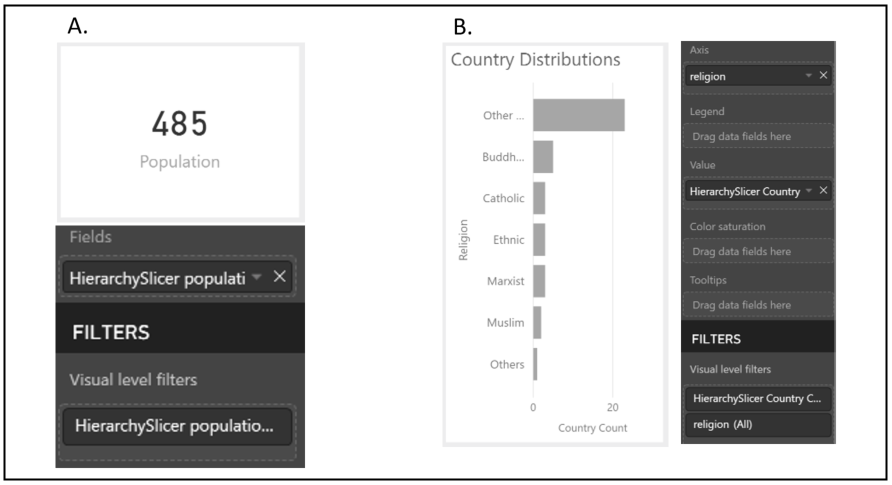 A.
485
Population
Fields
HierarchySlicer populati
FILTERS
Visual level filters
HierarchySlicer populatio...
B.
Country Distributions
Religion
Other ...
Buddh...
Catholic
Ethnic
Marxist
Muslim
Others
0 20
Country Count
Axis
religion
Legend
Drag data fields here
Value
HierarchySlicer Country
Color saturation
Drag data fields here
Tooltips
Drag data fields here
FILTERS
Visual level filters
HierarchySlicer Country C...
religion (All)